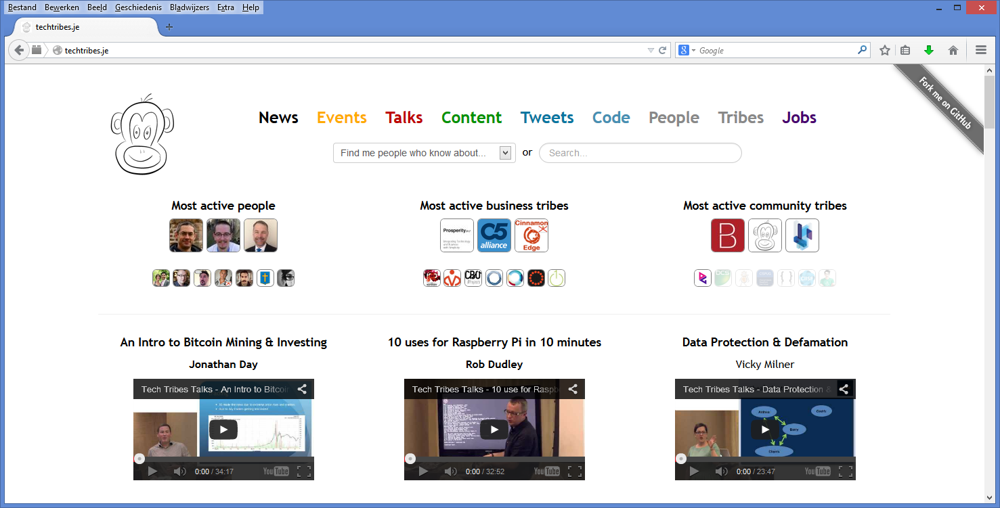 Bestand Bewerken Beeld Geschiedenis Bladwijzers Extra Help
techtribes.je
techtribes.je
Google
Fork me on GitHub
News Events Talks Content Tweets Code People Tribes Jobs
Find me people who know about... or Search...
Most active people
Most active business tribes
Prosperity
C5
alliance
Cinnamon
Edge
Most active community tribes
B
An Intro to Bitcoin Mining & Investing
Jonathan Day
Tech Tribes Talks - An Intro to Bitcoin
0:00 / 34:17 YouTube
10 uses for Raspberry Pi in 10 minutes
Rob Dudley
Tech Tribes Talks - 10 use for Raspb
0:00 / 32:52 YouTube
Data Protection & Defamation
Vicky Milner
Tech Tribes Talks - Data Protection &
0:00 / 23:47 YouTube